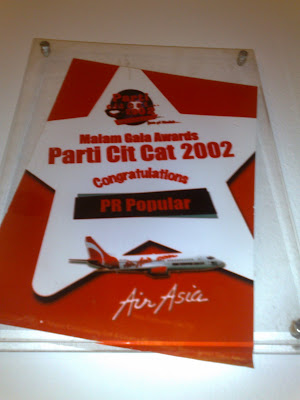 Malam Gala Awards
Parti Cit Cat 2002
Congratulations
PR Popular
Air Asia